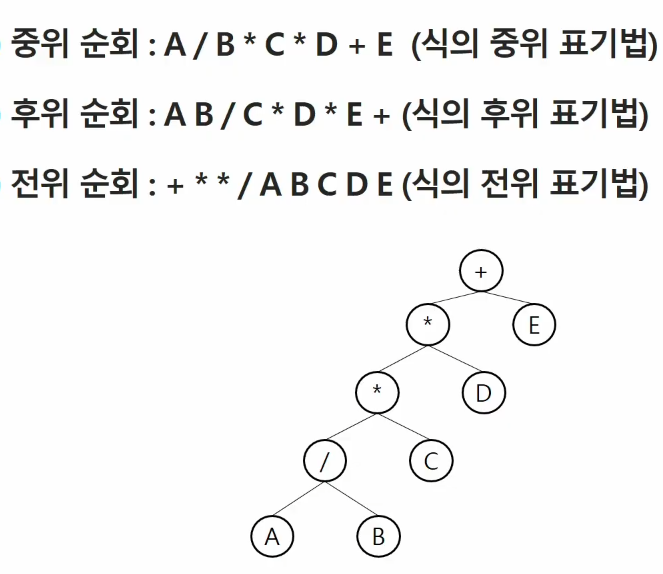 중위 순회 : A / B * C * D + E (식의 중위 표기법)
후위 순회 : A B / C * D * E + (식의 후위 표기법)
전위 순회 : + * * / A B C D E (식의 전위 표기법)
+
* E
* D
/ C
A B